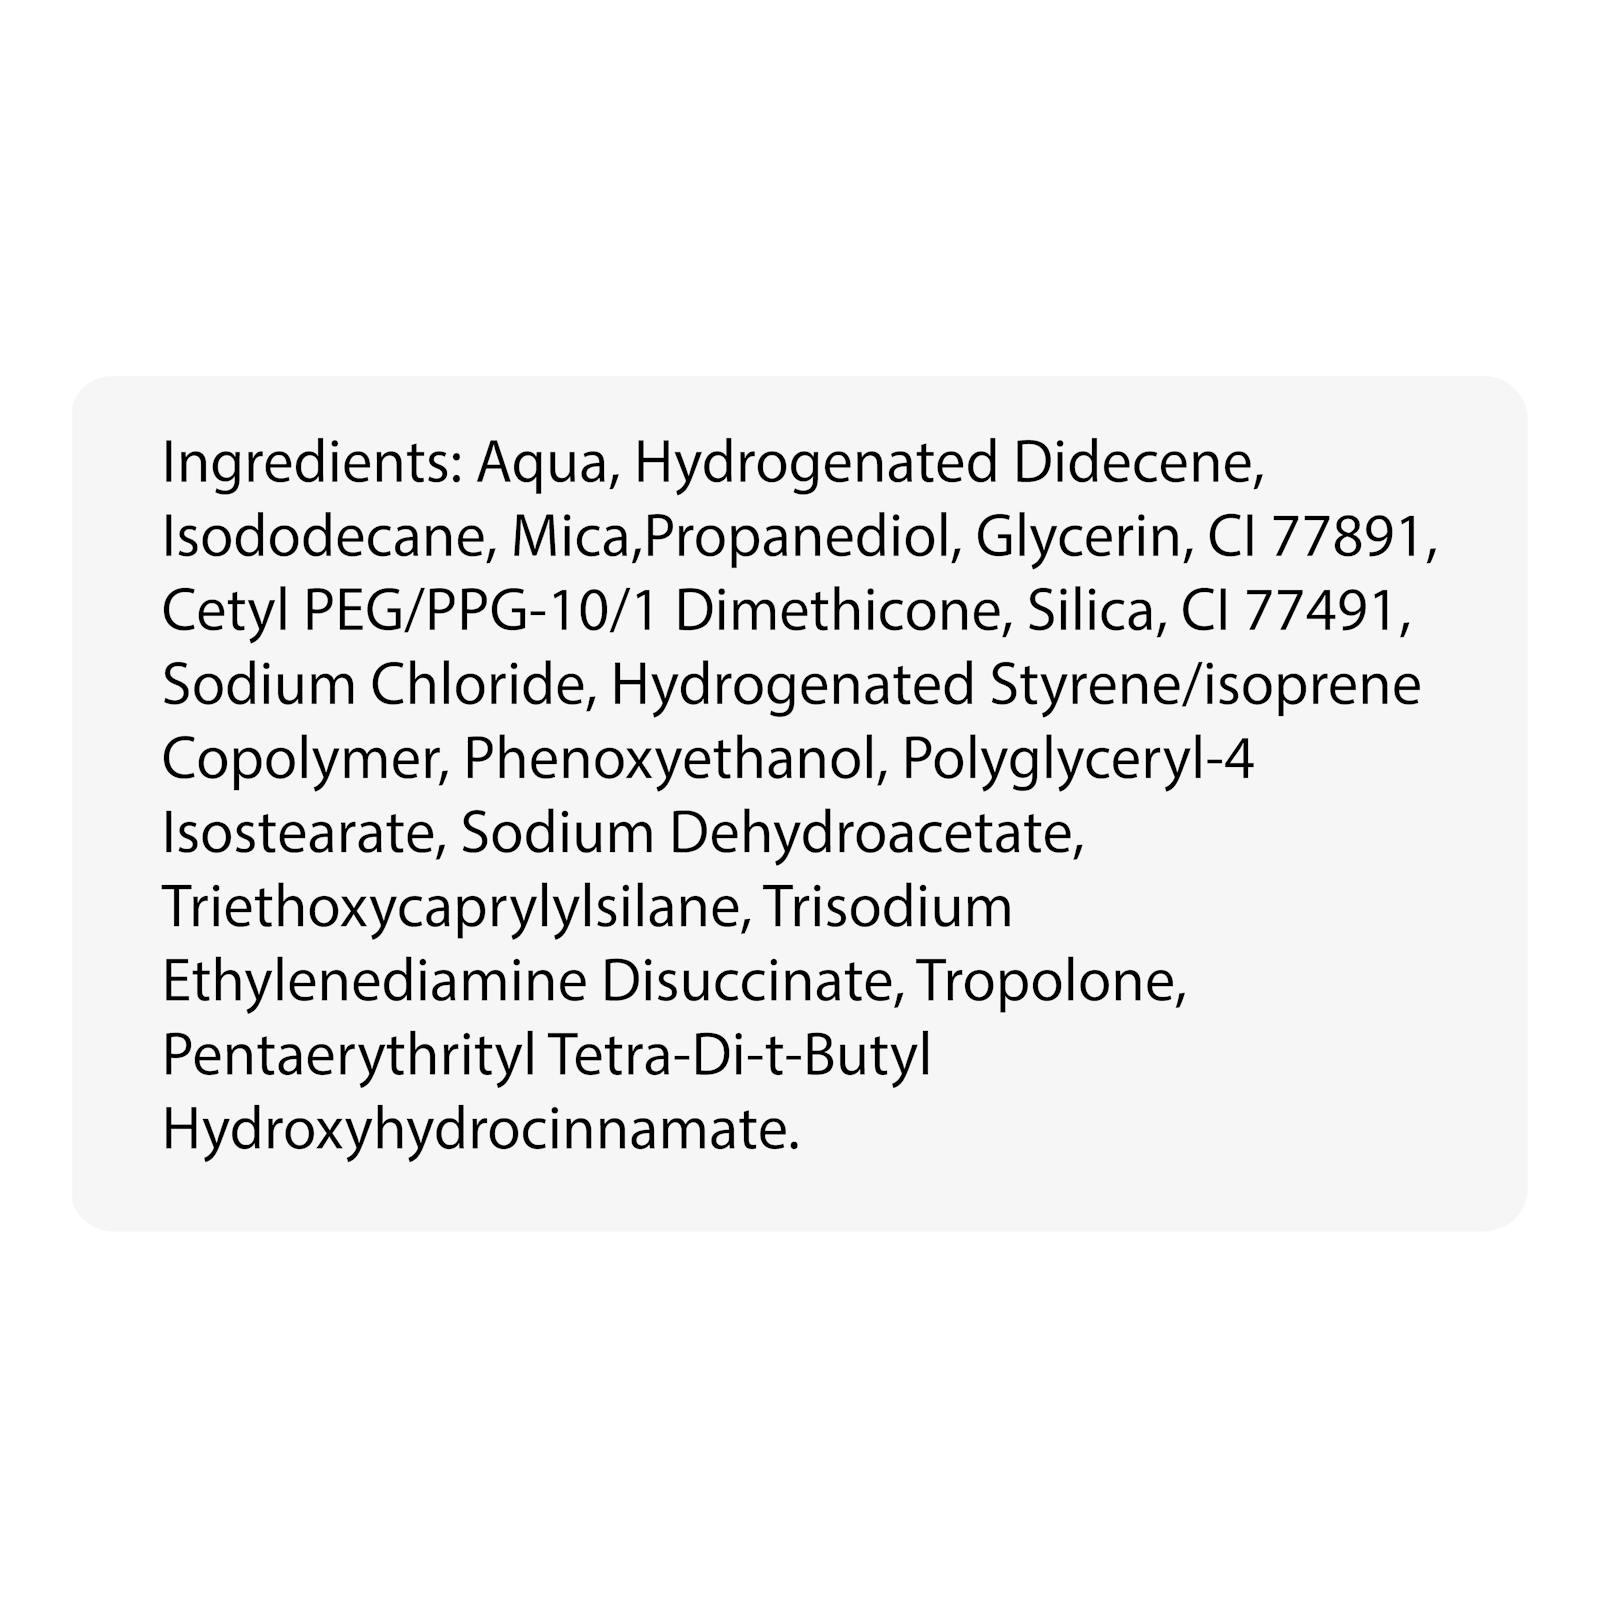 Ingredients: Aqua, Hydrogenated Didecene,
Isododecane, Mica,Propanediol, Glycerin, CI 77891,
Cetyl PEG/PPG-10/1 Dimethicone, Silica, CI 77491,
Sodium Chloride, Hydrogenated Styrene/isoprene
Copolymer, Phenoxyethanol, Polyglyceryl-4
Isostearate, Sodium Dehydroacetate,
Triethoxycaprylylsilane, Trisodium
Ethylenediamine Disuccinate, Tropolone,
Pentaerythrityl Tetra-Di-t-Butyl
Hydroxyhydrocinnamate.